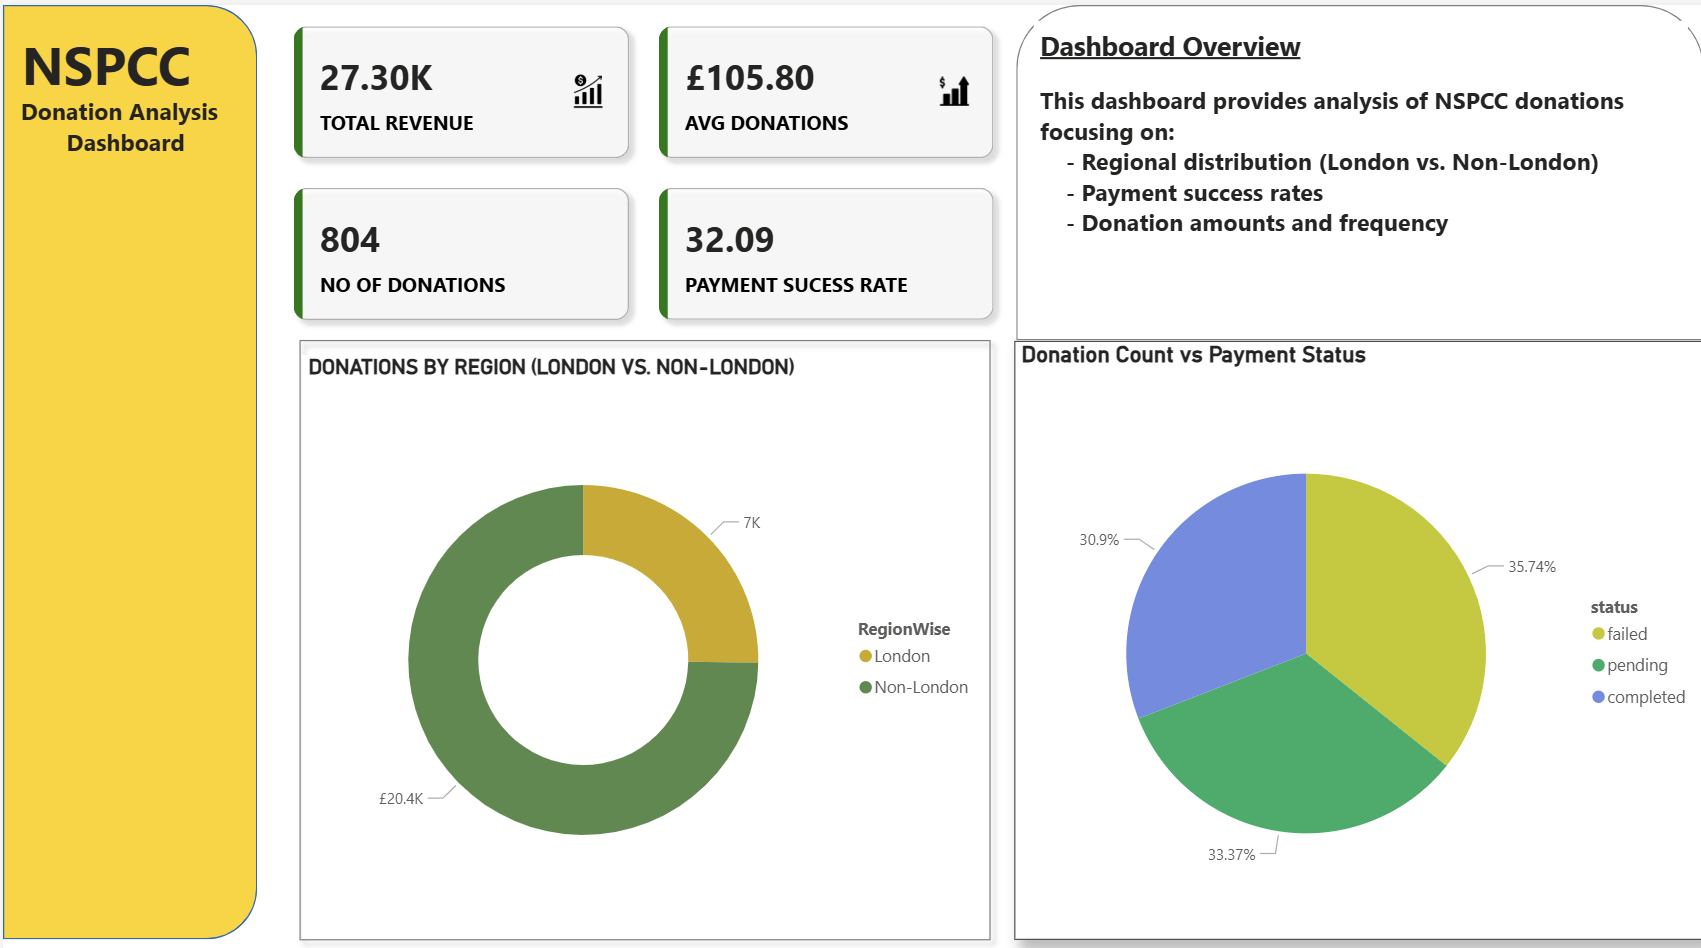 NSPCC
Donation Analysis
Dashboard
27.30K
TOTAL REVENUE
£105.80
AVG DONATIONS
804
NO OF DONATIONS
32.09
PAYMENT SUCESS RATE
Dashboard Overview
This dashboard provides analysis of NSPCC donations
focusing on:
- Regional distribution (London vs. Non-London)
- Payment success rates
- Donation amounts and frequency
DONATIONS BY REGION (LONDON VS. NON-LONDON)
7K
£20.4K
RegionWise
London
Non-London
Donation Count vs Payment Status
30.9%
35.74%
33.37%
status
failed
pending
completed